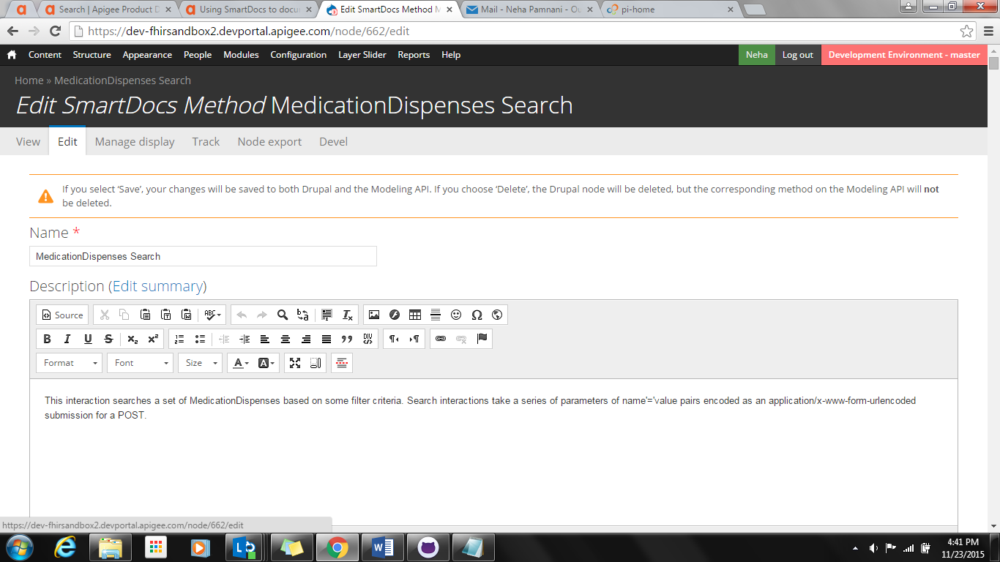 Search | Apigee Product D
Using SmartDocs to docu
Edit SmartDocs Method M
Mail - Neha Pamnani - Ou
pi-home
https://dev-fhirsandbox2.devportal.apigee.com/node/662/edit
Content Structure Appearance People Modules Configuration Layer Slider Reports Help Neha Log out Development Environment - master
Home » MedicationDispenses Search
Edit SmartDocs Method MedicationDispenses Search
View Edit Manage display Track Node export Devel
If you select ‘Save’, your changes will be saved to both Drupal and the Modeling API. If you choose ‘Delete’, the Drupal node will be deleted, but the corresponding method on the Modeling API will not
be deleted.
Name *
MedicationDispenses Search
Description (Edit summary)
Source
Format Font Size
This interaction searches a set of MedicationDispenses based on some filter criteria. Search interactions take a series of parameters of name'='value pairs encoded as an application/x-www-form-urlencoded
submission for a POST.
https://dev-fhirsandbox2.devportal.apigee.com/node/662/edit
4:41 PM
11/23/2015